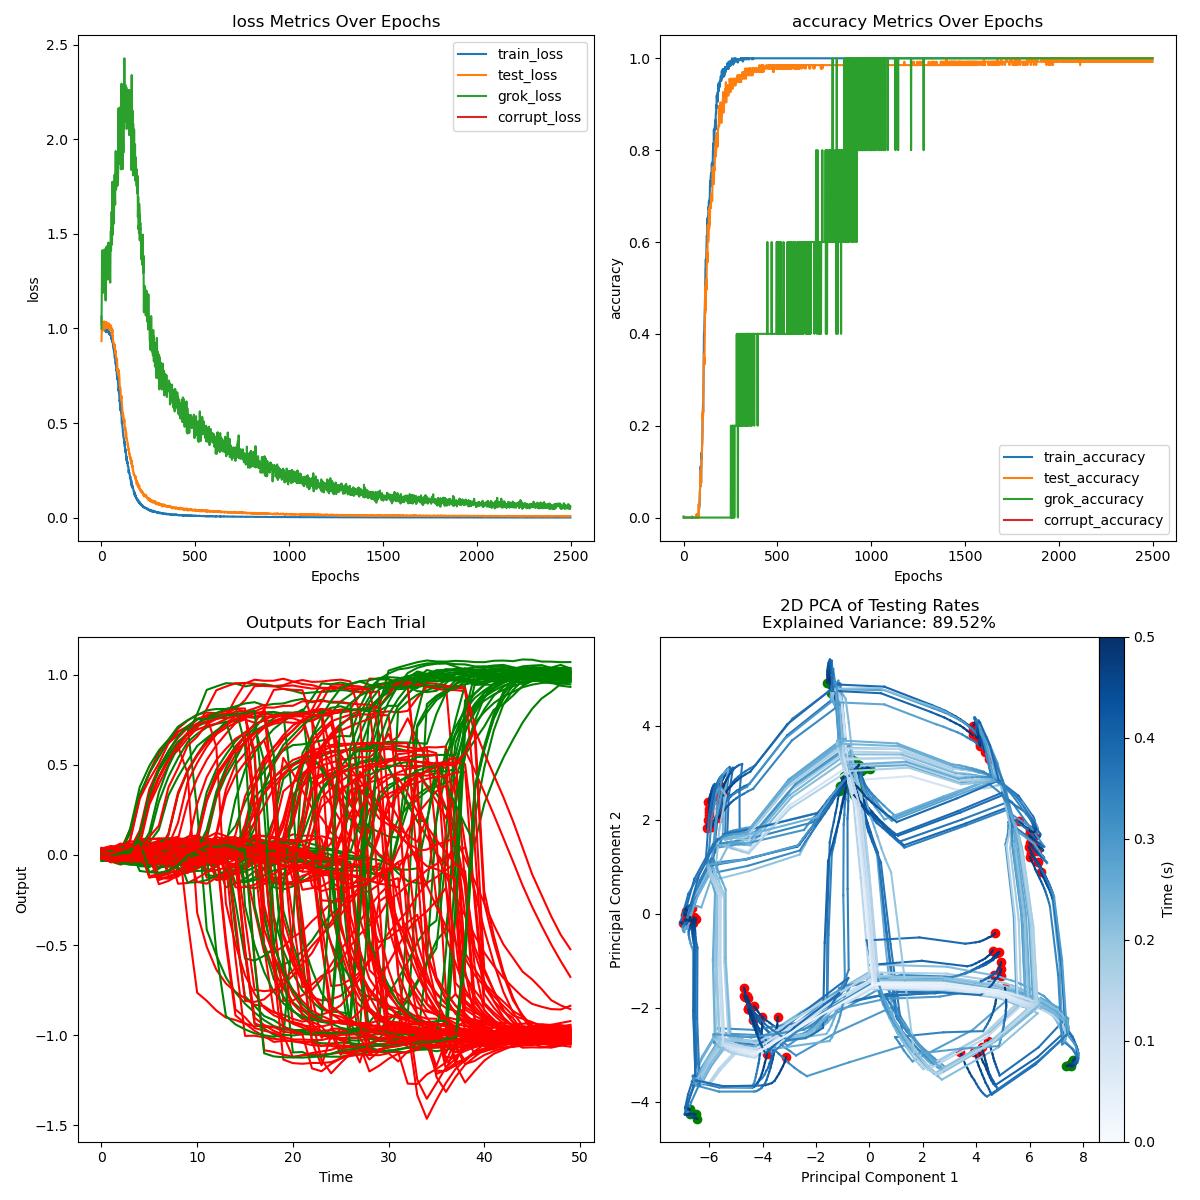 loss Metrics Over Epochs
2.5
2.0
1.5
1.0
0.5
0.0
loss
0
500
1000
1500
2000
2500
Epochs
train_loss
test_loss
grok_loss
corrupt_loss
accuracy Metrics Over Epochs
1.0
0.8
0.6
0.4
0.2
0.0
accuracy
0
500
1000
1500
2000
2500
Epochs
train_accuracy
test_accuracy
grok_accuracy
corrupt_accuracy
Outputs for Each Trial
1.0
0.5
0.0
−0.5
−1.0
−1.5
Output
0
10
20
30
40
50
Time
2D PCA of Testing Rates
Explained Variance: 89.52%
4
2
0
−2
−4
Principal Component 2
−6
−4
−2
0
2
4
6
8
Principal Component 1
0.5
0.4
0.3
0.2
0.1
0.0
Time (s)